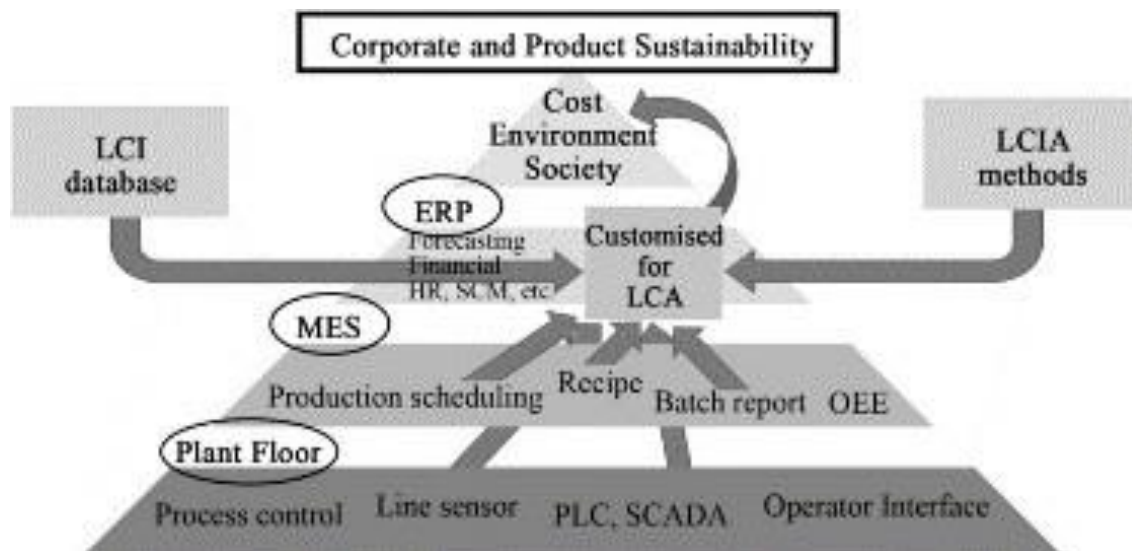 Corporate and Product Sustainability
Cost
Environment
Society
LCI
database
LCIA
methods
ERP
Forecasting
Financial
HR, SCM, etc
Customised
for
LCA
MES
Production scheduling
Recipe
Batch report
OEE
Plant Floor
Process control
Line sensor
PLC, SCADA
Operator Interface